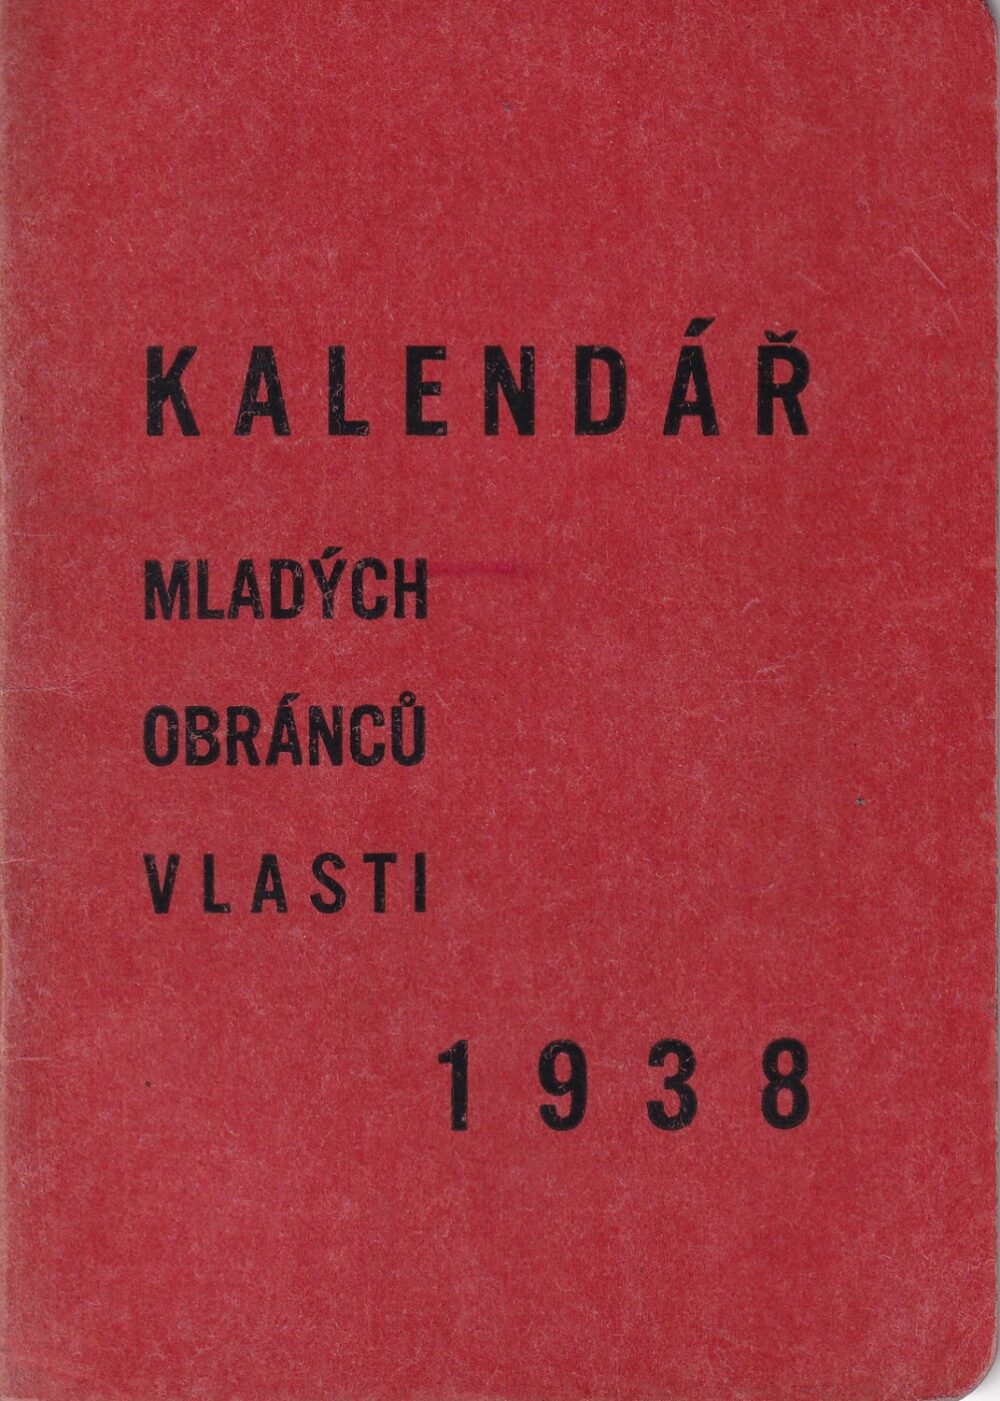 KALENDÁŘ
MLADÝCH
OBRÁNCŮ
VLASTI
1938